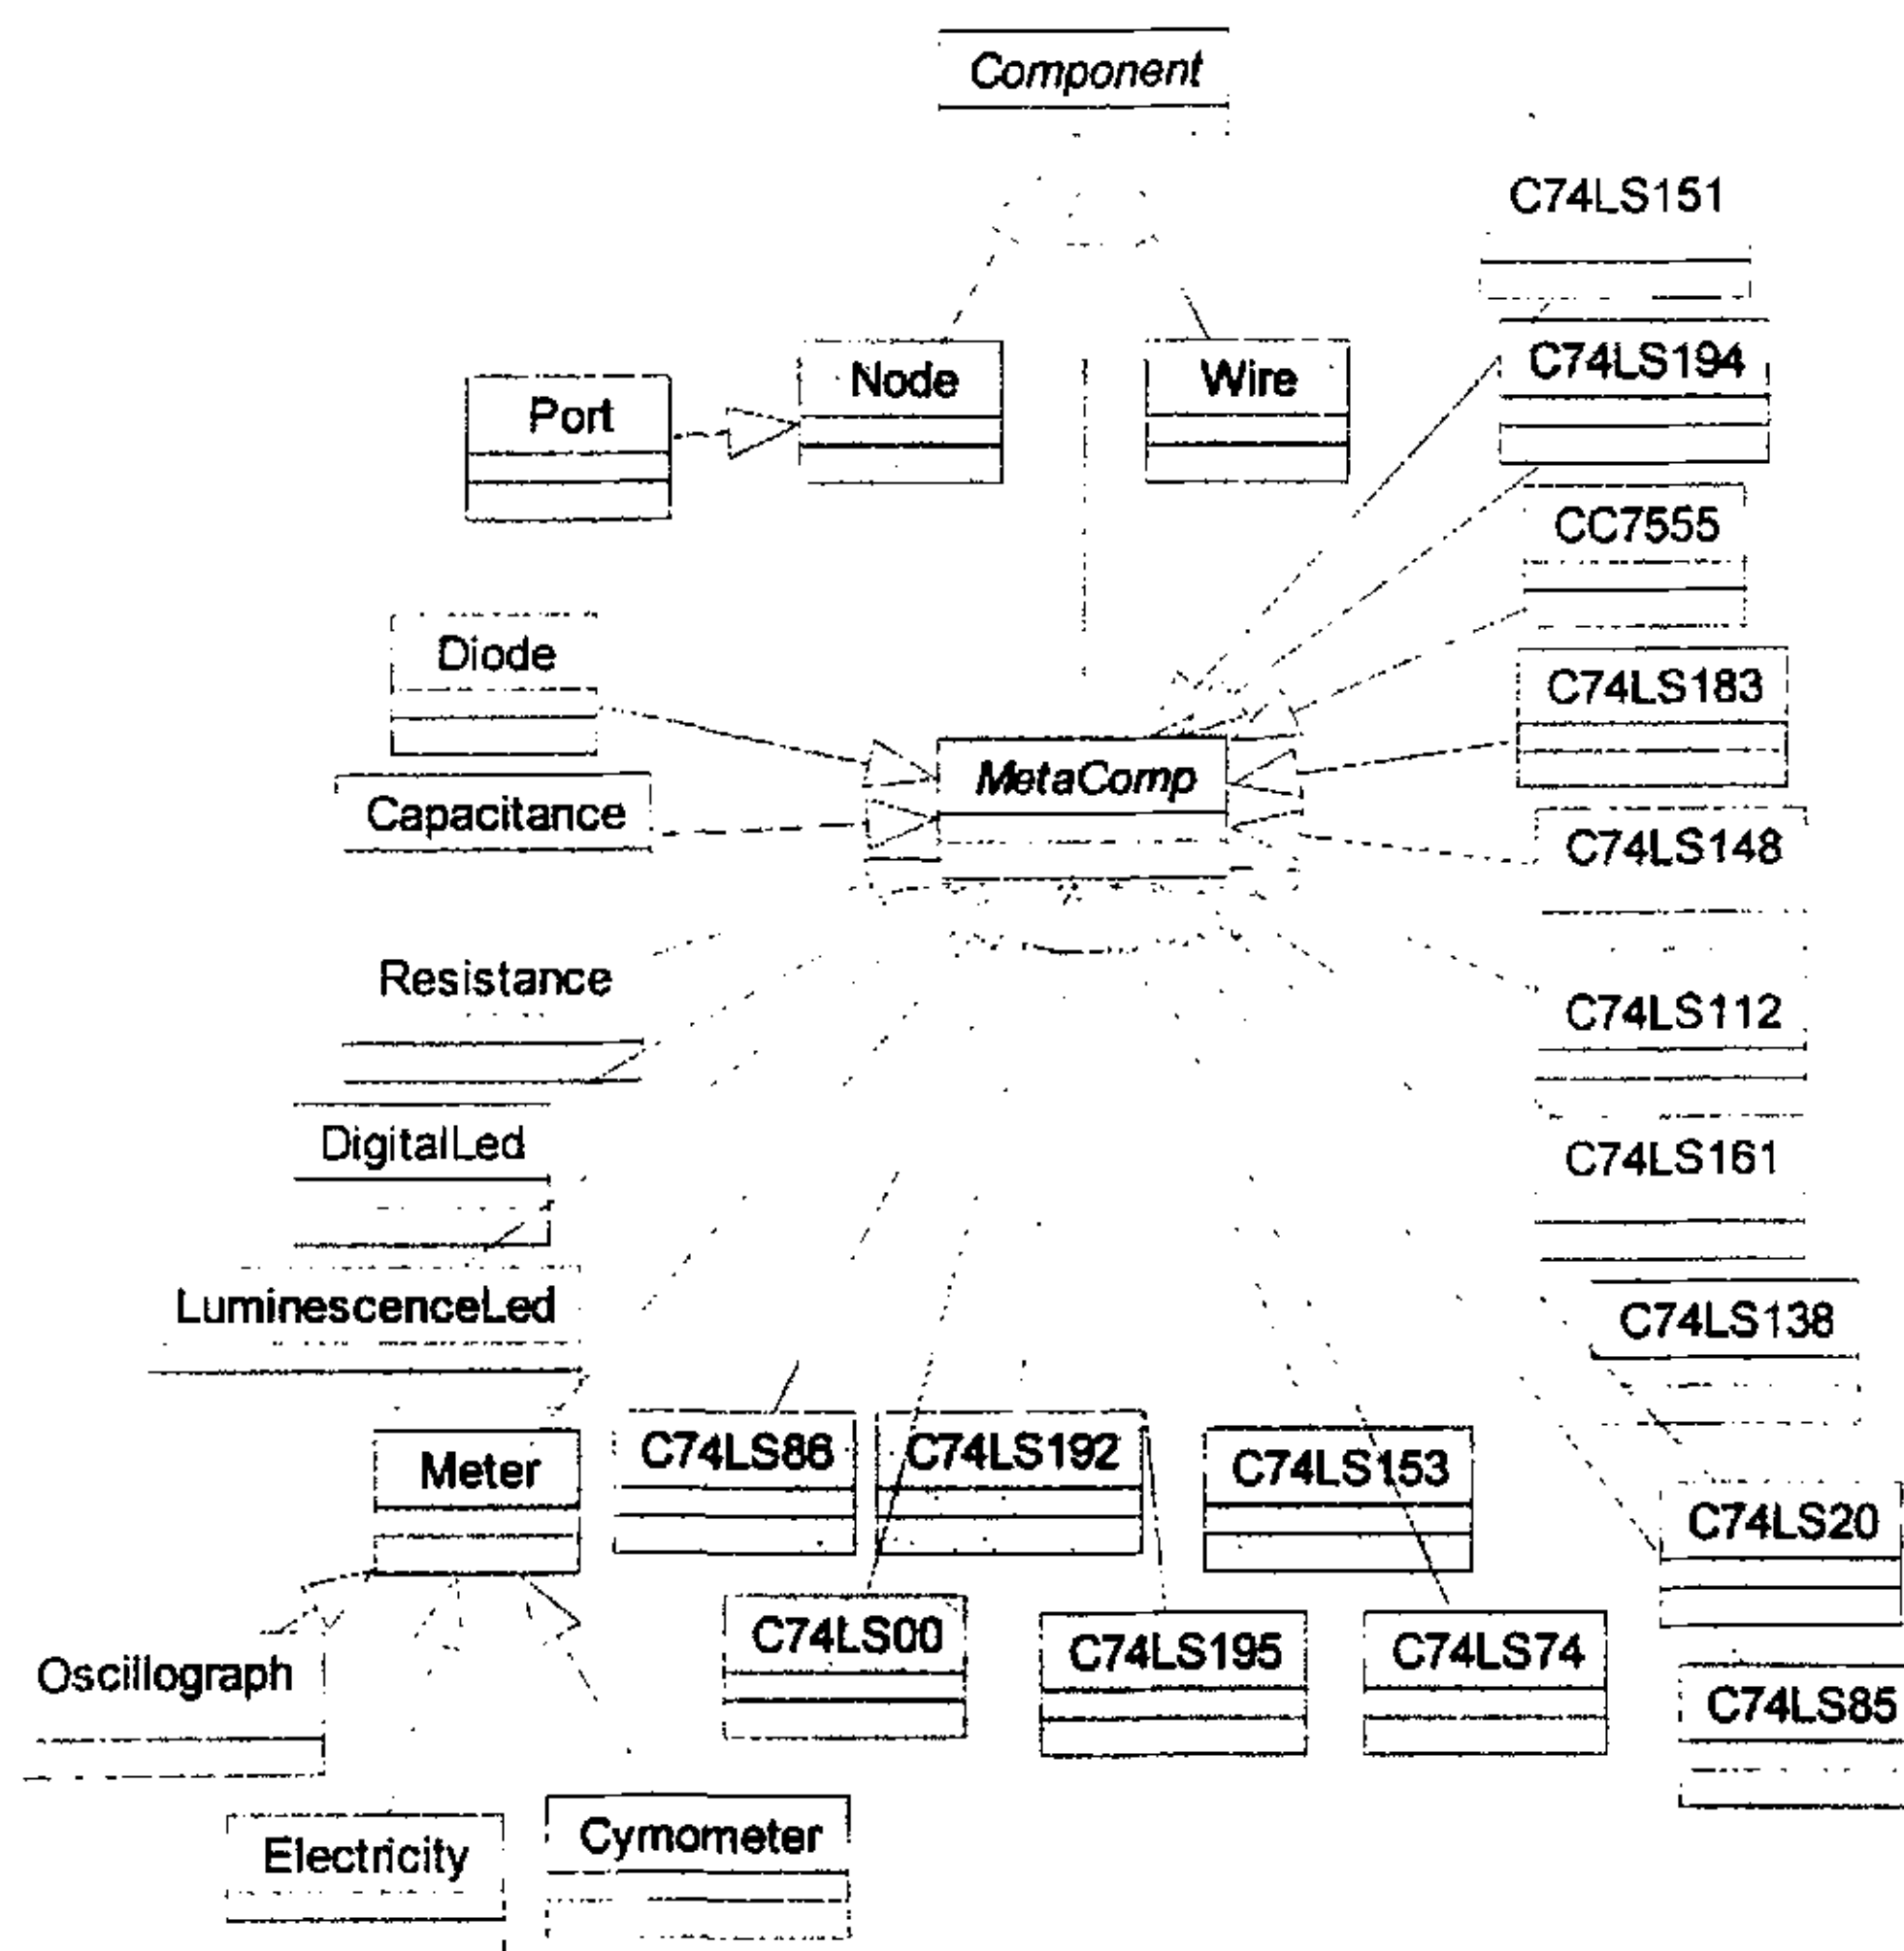 Component
C74LS151
C74LS194
Node
Wire
Port
CC7555
Diode
C74LS183
MetaComp
Capacitance
C74LS148
Resistance
C74LS112
DigitalLed
C74LS161
LuminescenceLed
C74LS138
C74LS86
C74LS192
C74LS153
Meter
C74LS20
C74LS00
C74LS195
C74LS74
Oscillograph
C74LS85
Electricity
Cymometer